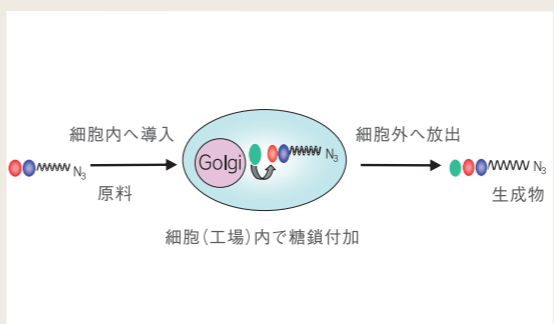 細胞内へ導入
原料
N3
Golgi
N3
細胞(工場)内で糖鎖付加
細胞外へ放出
N3
生成物